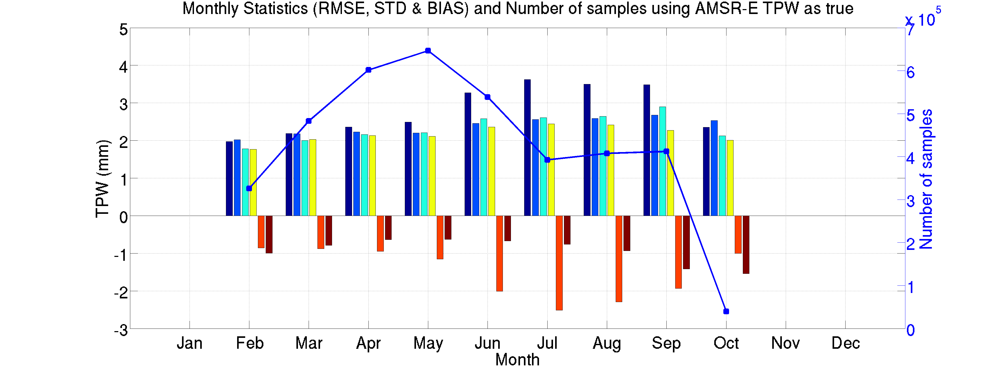 Monthly Statistics (RMSE, STD & BIAS) and Number of samples using AMSR-E TPW as true
x 10^5
5
4
3
2
1
0
-1
-2
-3
TPW (mm)
7
6
5
4
3
2
1
0
Number of samples
Jan Feb Mar Apr May Jun Jul Aug Sep Oct Nov Dec
Month